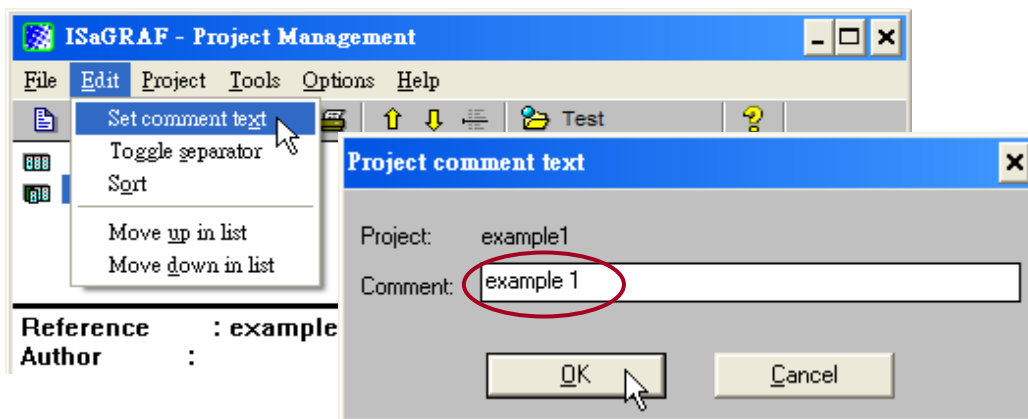 ISaGRAF - Project Management
File Edit Project Tools Options Help
Set comment text
Test
Toggle separator
Sort
Move up in list
Move down in list
Reference : example
Author :
Project comment text
Project: example1
Comment: example 1
OK Cancel